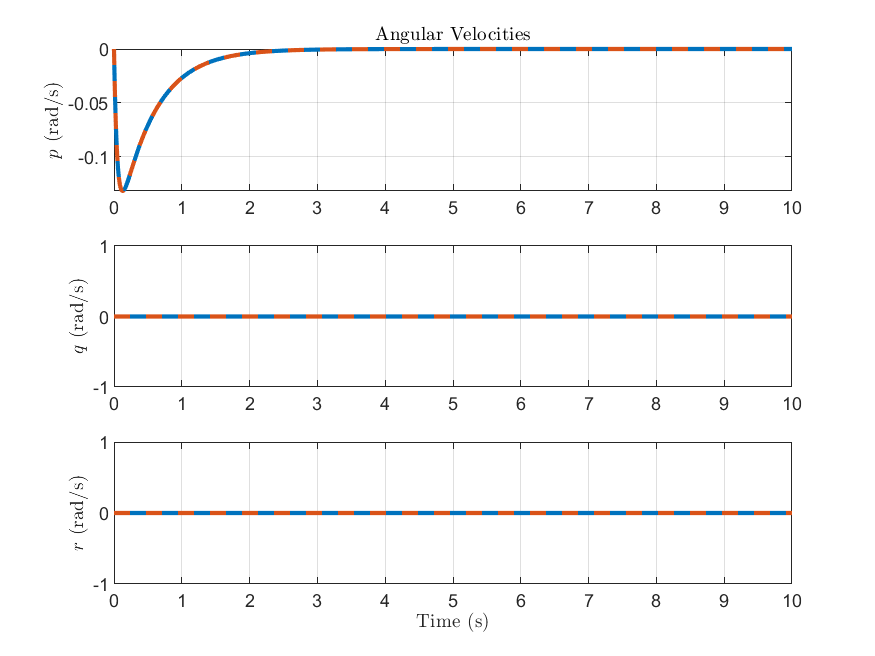 Angular Velocities
0
-0.05
-0.1
p (rad/s)
0 1 2 3 4 5 6 7 8 9 10
1
0
-1
q (rad/s)
0 1 2 3 4 5 6 7 8 9 10
1
0
-1
r (rad/s)
0 1 2 3 4 5 6 7 8 9 10
Time (s)